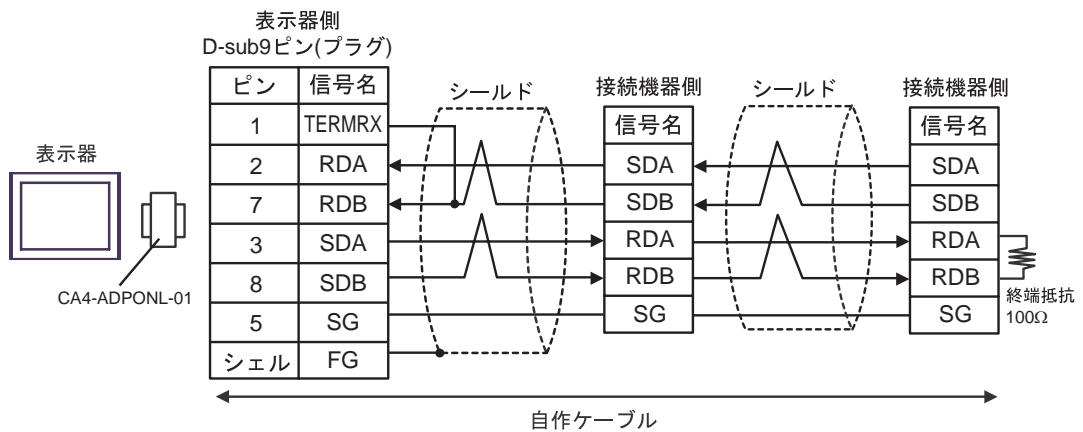 表示器側
D-sub9ピン(プラグ)
ピン 信号名
1 TERMRX
2 RDA
7 RDB
3 SDA
8 SDB
5 SG
シェル FG
表示器
CA4-ADPONL-01
シールド
接続機器側
信号名
SDA
SDB
RDA
RDB
SG
シールド
接続機器側
信号名
SDA
SDB
RDA
RDB
SG
終端抵抗
100Ω
自作ケーブル